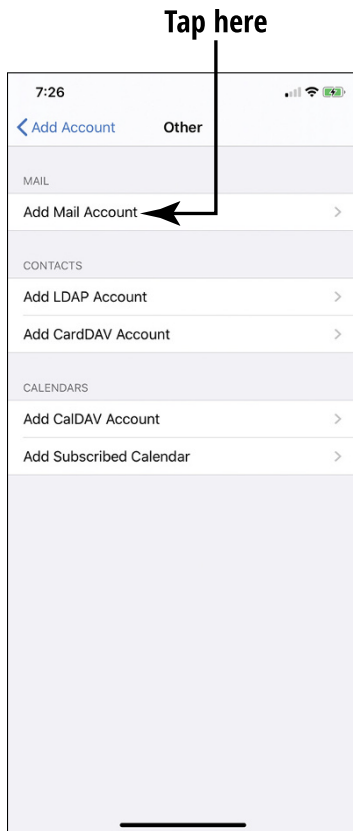 Tap here
7:26
Add Account Other
MAIL
Add Mail Account
CONTACTS
Add LDAP Account
Add CardDAV Account
CALENDARS
Add CalDAV Account
Add Subscribed Calendar